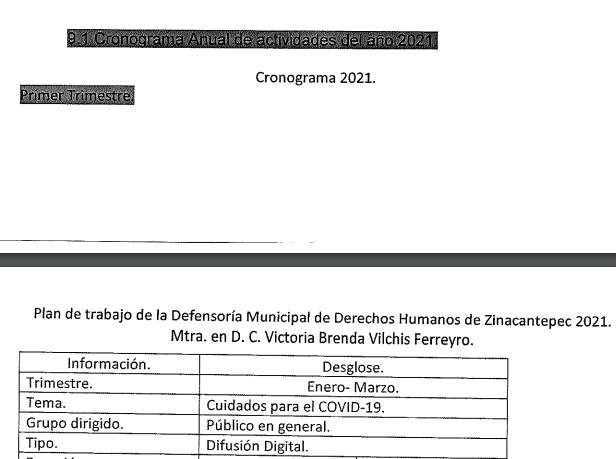 9.1 Cronograma Anual de actividades del año 2021.
Cronograma 2021.
Primer Trimestre.
Plan de trabajo de la Defensoría Municipal de Derechos Humanos de Zinacantepec 2021.
Mtra. en D. C. Victoria Brenda Vilchis Ferreyro.
Información. Desglose.
Trimestre. Enero- Marzo.
Tema. Cuidados para el COVID-19.
Grupo dirigido. Público en general.
Tipo. Difusión Digital.